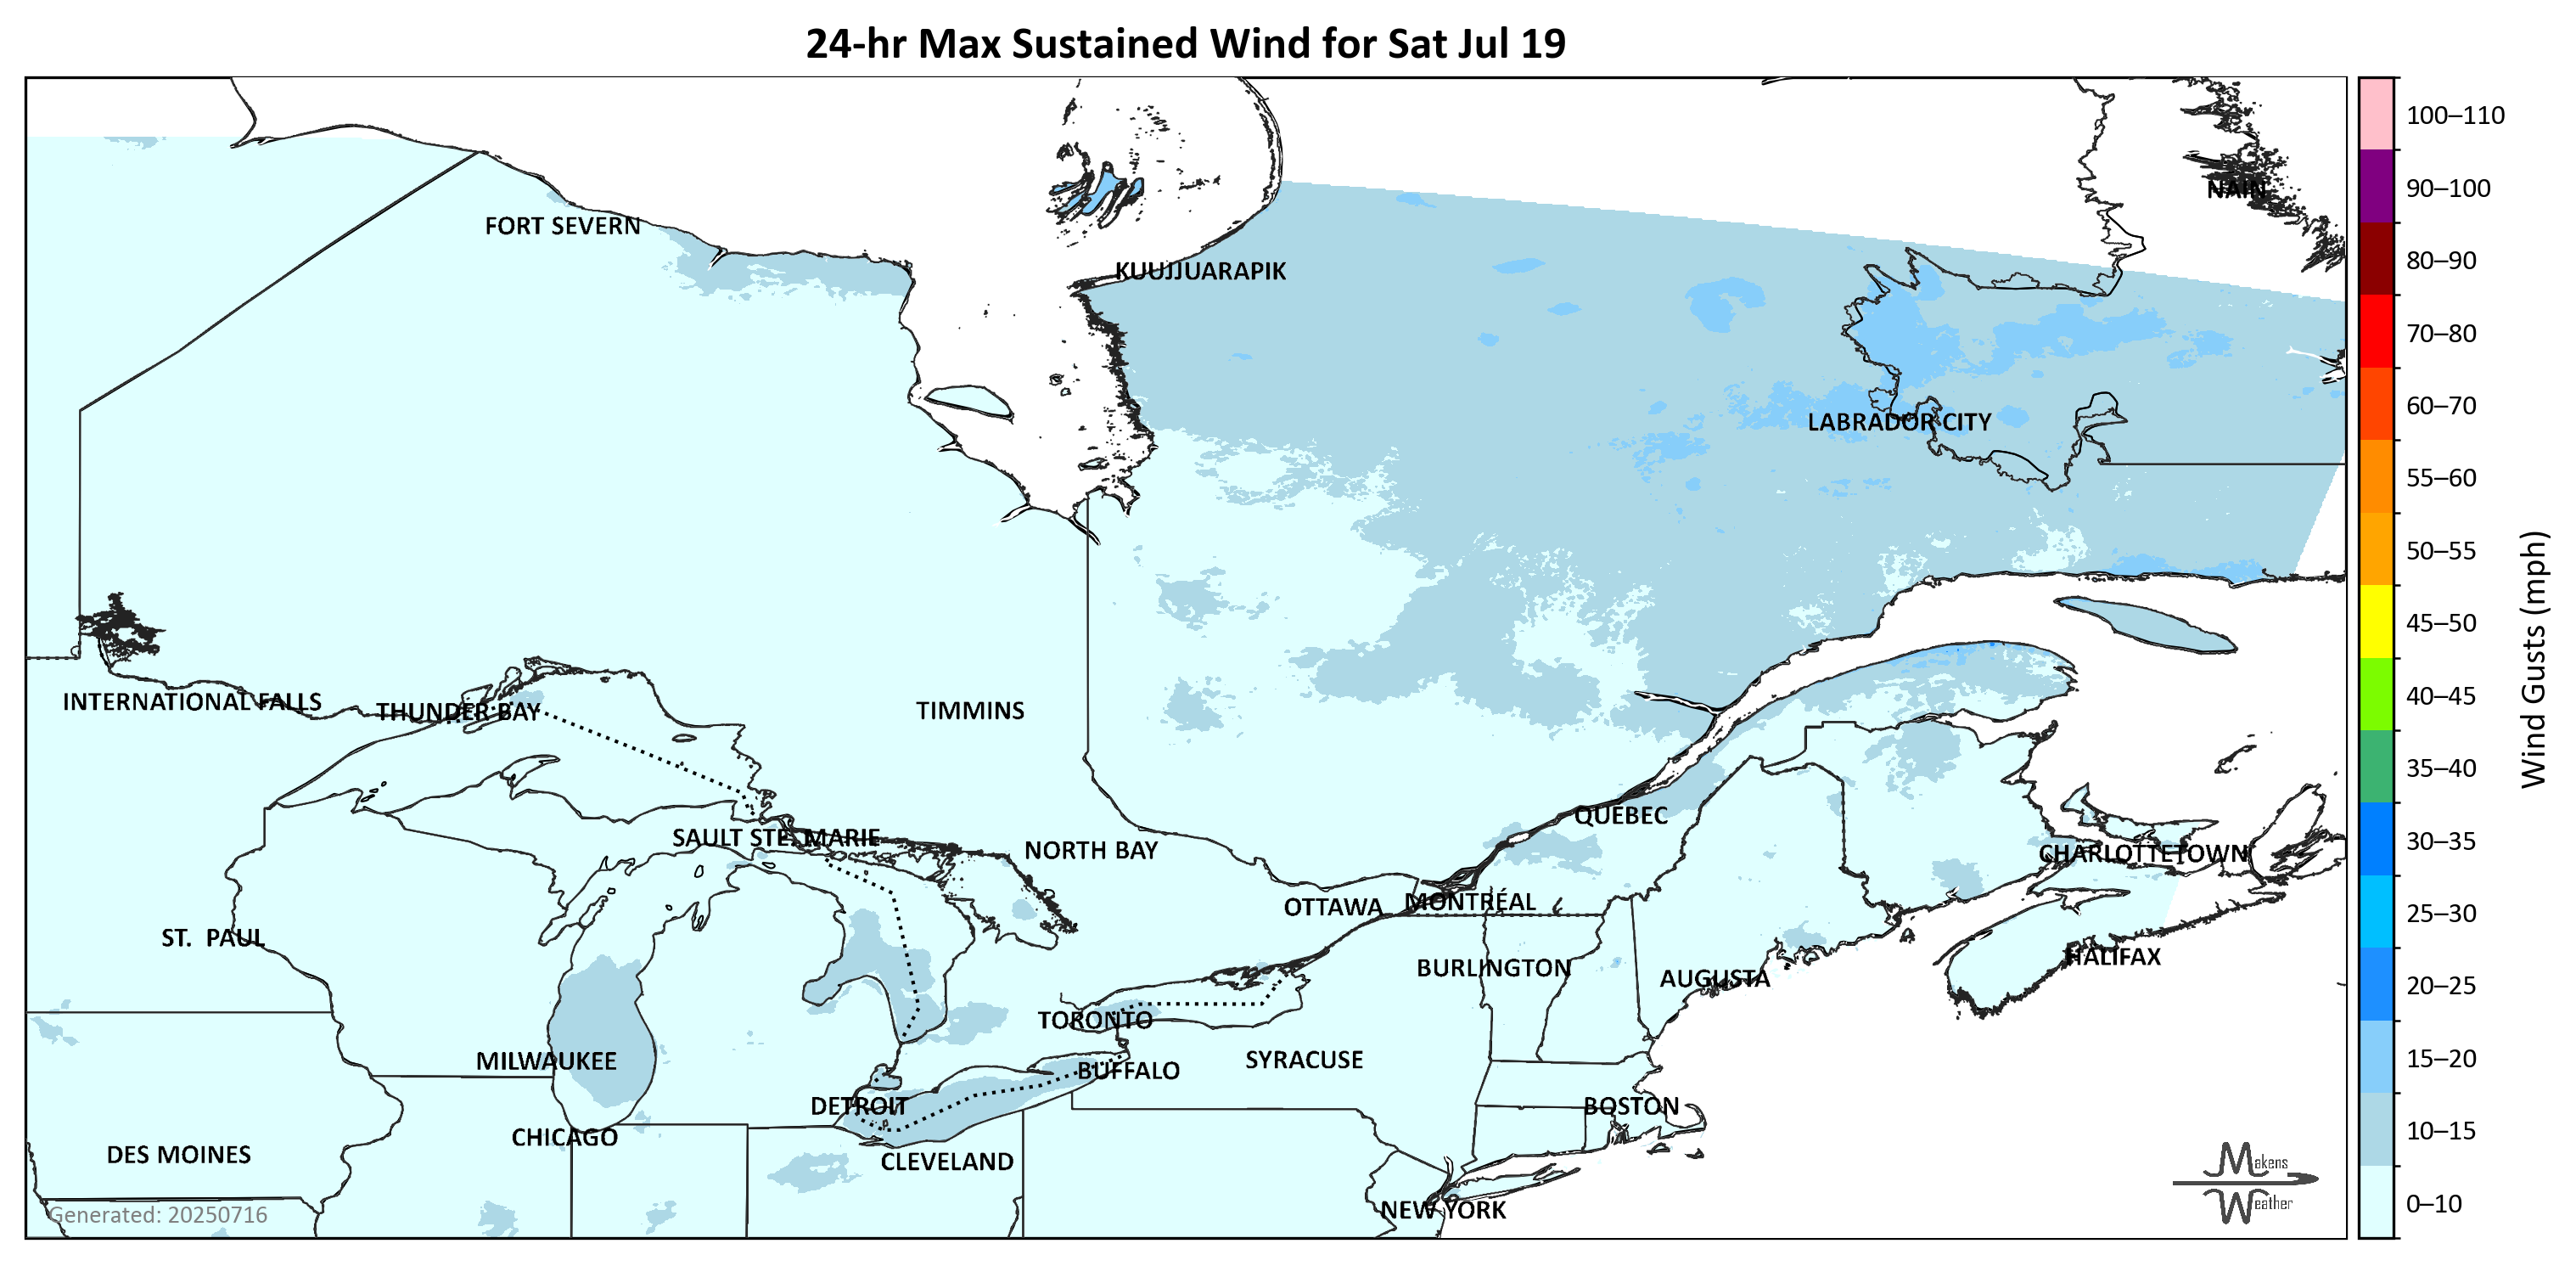 24-hr Max Sustained Wind for Sat Jul 19
100–110
90–100
NAIN
FORT SEVERN
80–90
KUUJJUARAPIK
70–80
60–70
LABRADOR CITY
55–60
50–55
45–50
Wind Gusts (mph)
40–45
INTERNATIONAL FALLS
THUNDER BAY
TIMMINS
35–40
QUÉBEC
30–35
SAULT STE. MARIE
NORTH BAY
CHARLOTTETOWN
OTTAWA
MONTRÉAL
25–30
ST. PAUL
HALIFAX
BURLINGTON
AUGUSTA
20–25
TORONTO
MILWAUKEE
SYRACUSE
15–20
BUFFALO
DETROIT
BOSTON
10–15
CHICAGO
DES MOINES
CLEVELAND
Makens
Weather
0–10
NEW YORK
Generated: 20250716